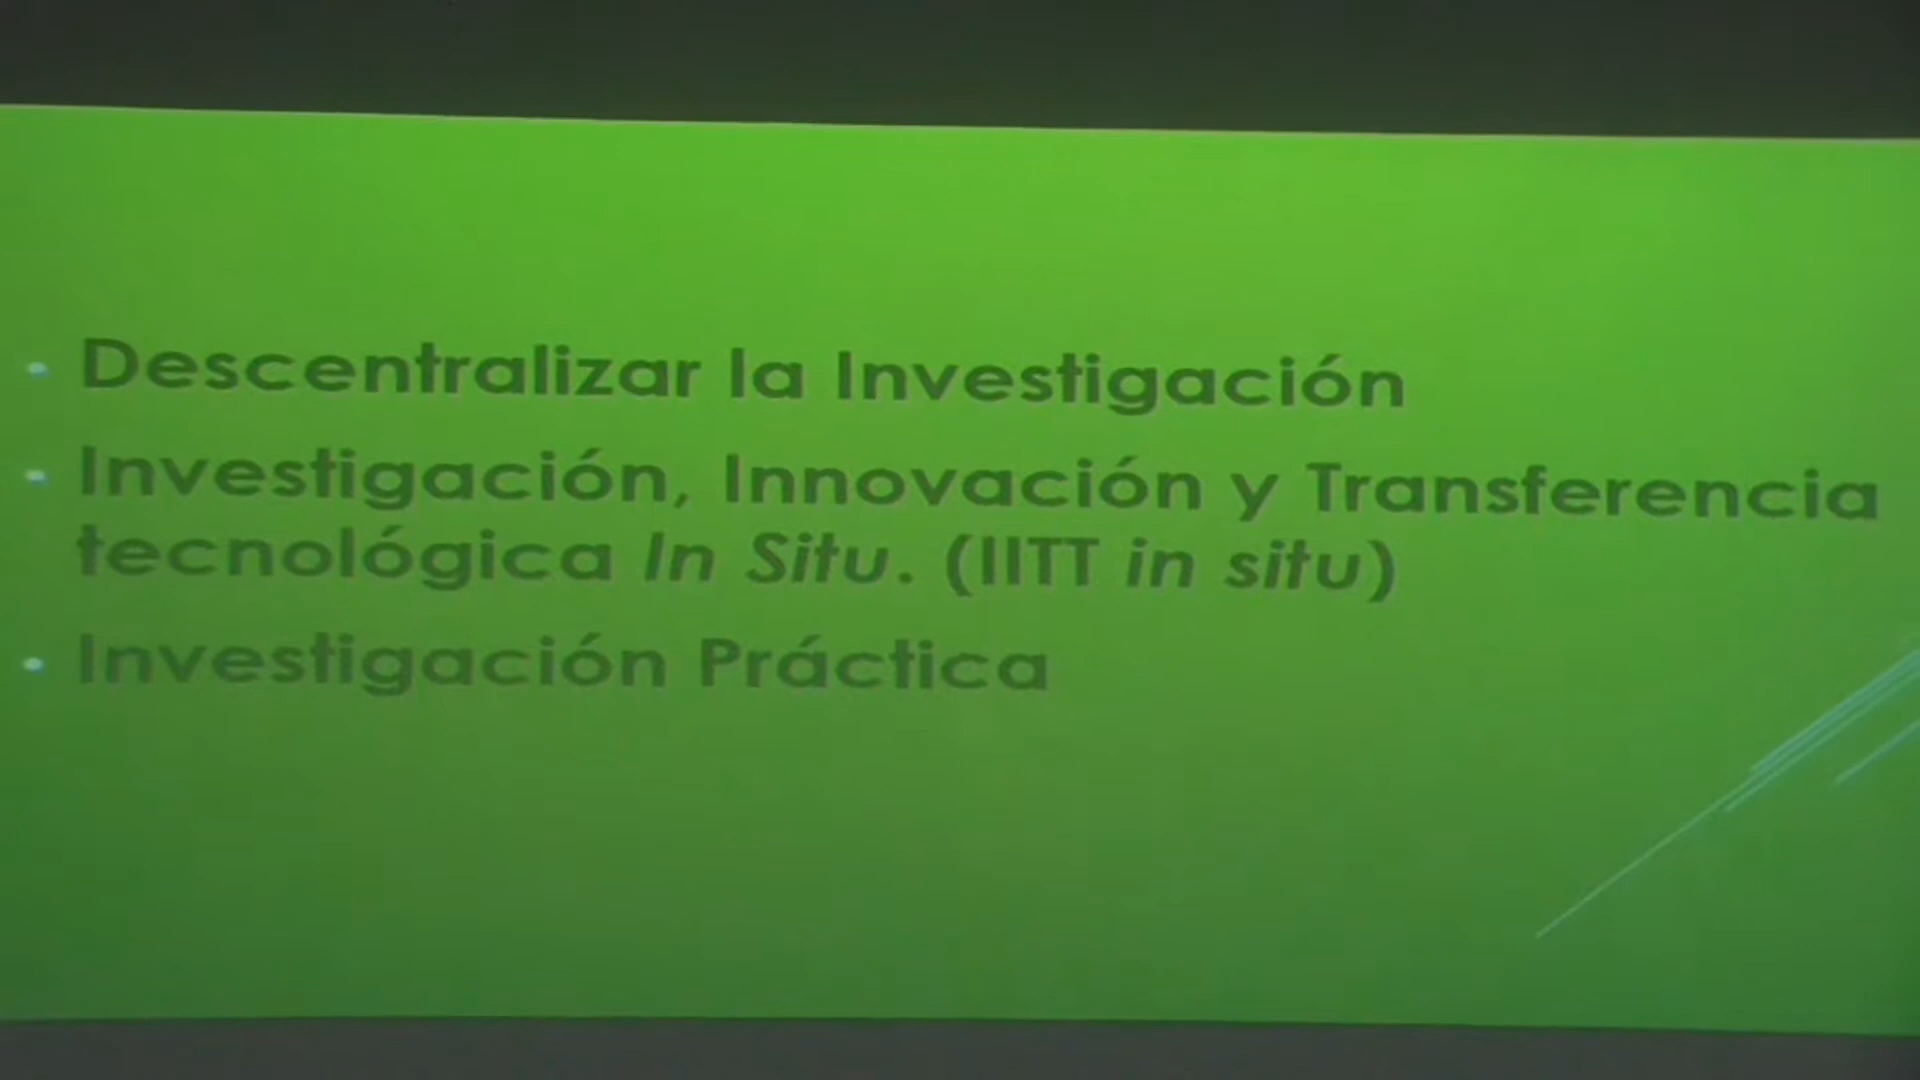 • Descentralizar la Investigación
• Investigación, Innovación y Transferencia
tecnológica In Situ. (IITT in situ)
• Investigación Práctica